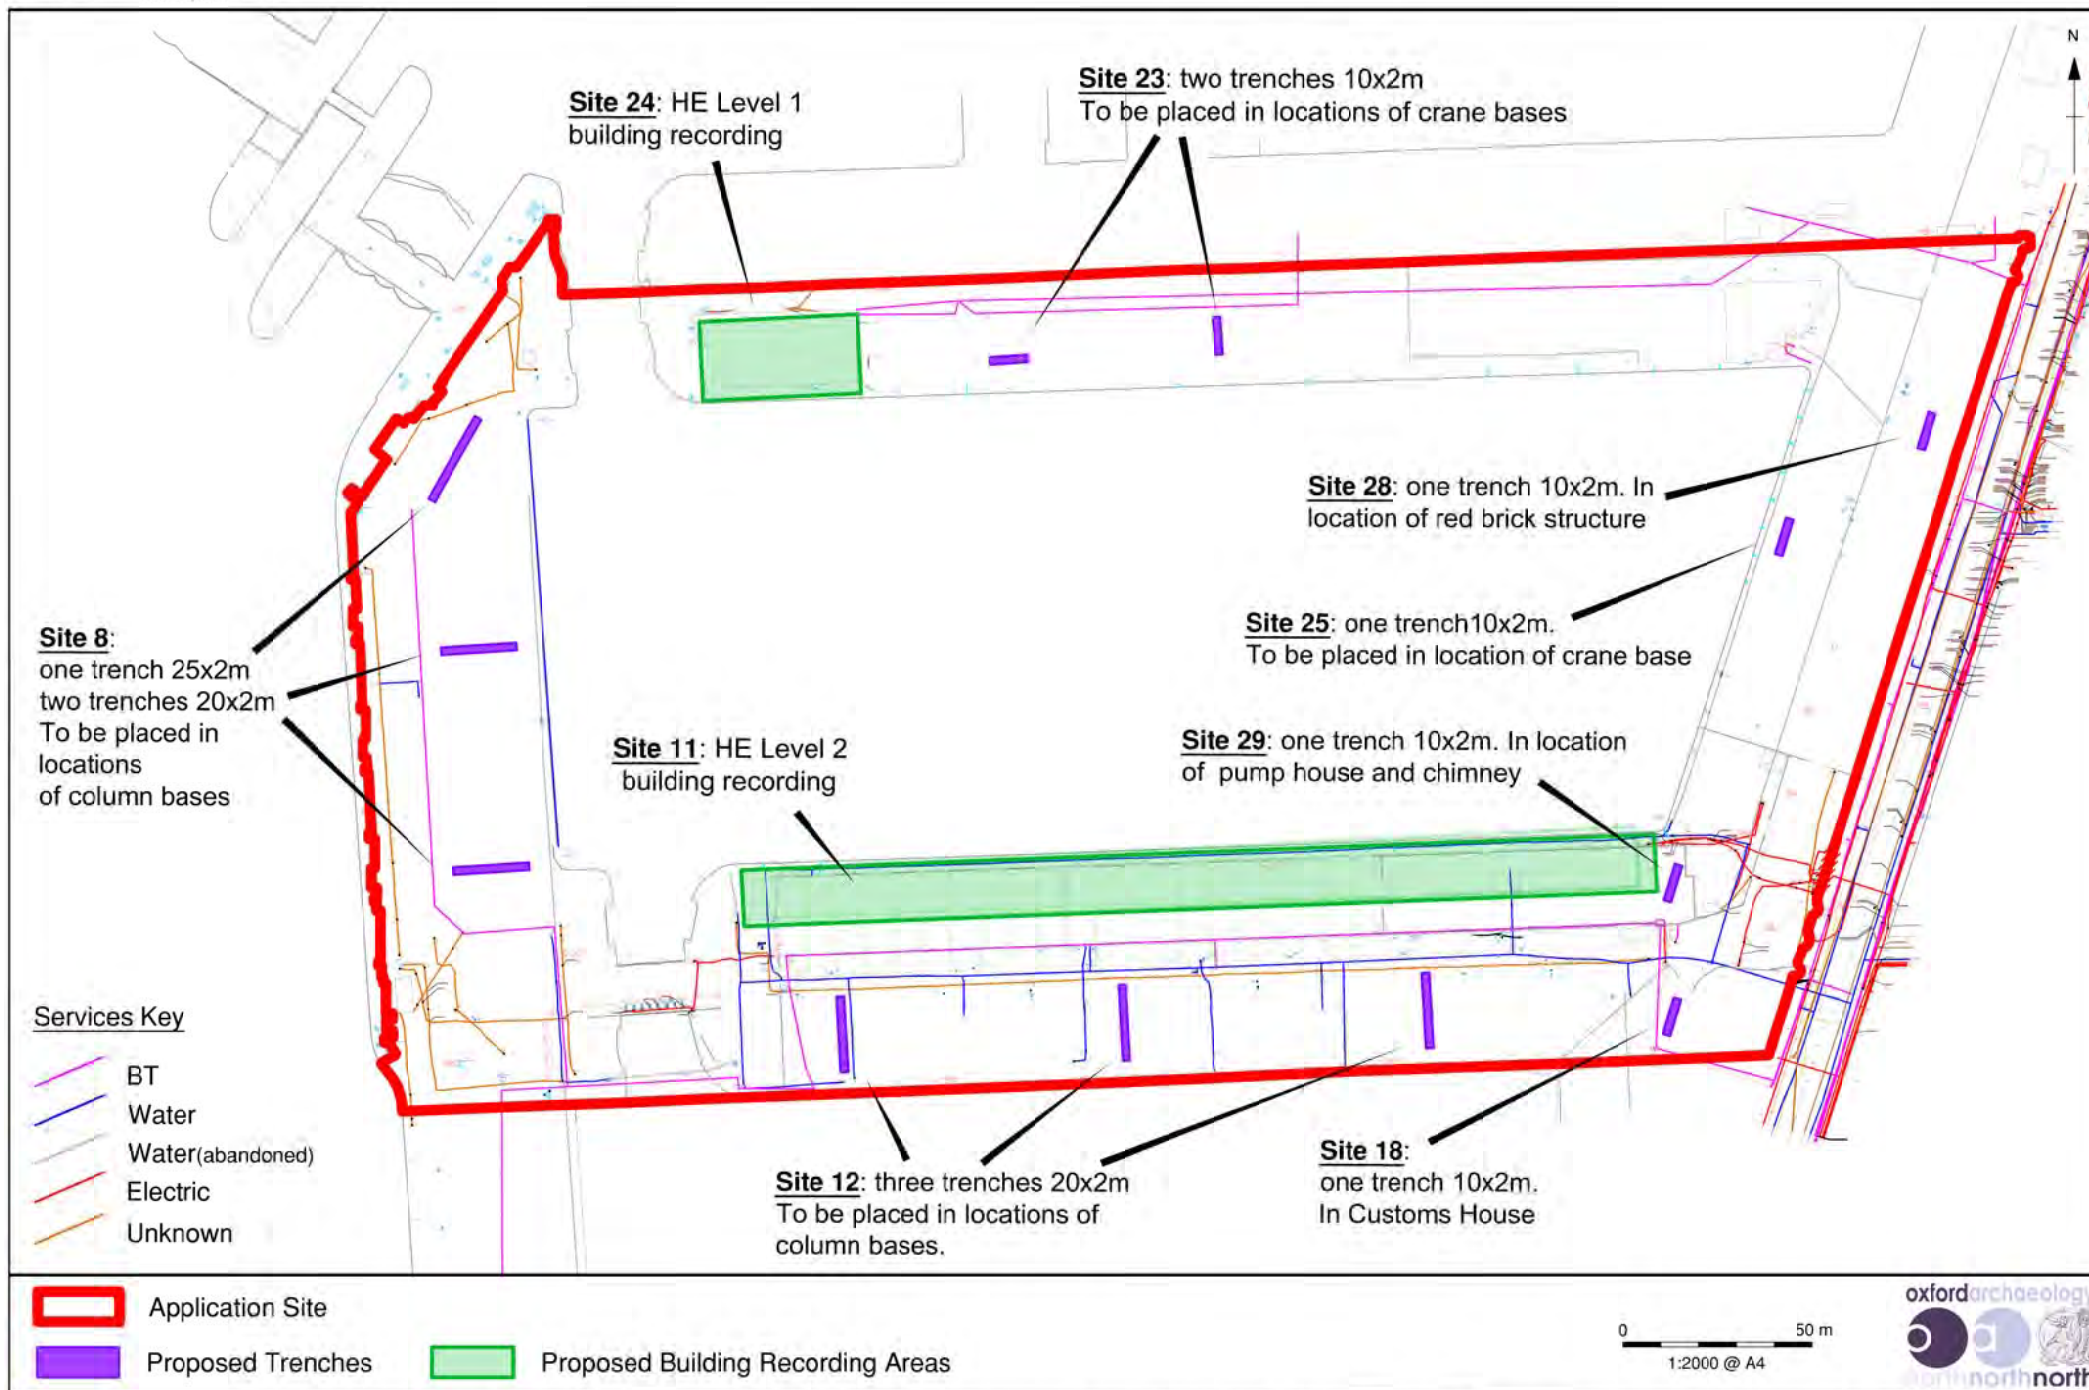 N
Site 24: HE Level 1
building recording
Site 23: two trenches 10x2m
To be placed in locations of crane bases
Site 28: one trench 10x2m. In
location of red brick structure
Site 25: one trench10x2m.
To be placed in location of crane base
Site 8:
one trench 25x2m
two trenches 20x2m
To be placed in
locations
of column bases
Site 11: HE Level 2
building recording
Site 29: one trench 10x2m. In location
of pump house and chimney
Services Key
BT
Water
Water(abandoned)
Electric
Unknown
Site 12: three trenches 20x2m
To be placed in locations of
column bases.
Site 18:
one trench 10x2m.
In Customs House
Application Site
Proposed Trenches
Proposed Building Recording Areas
0 50 m
1:2000 @ A4
oxfordarchaeology
northnorthnorth